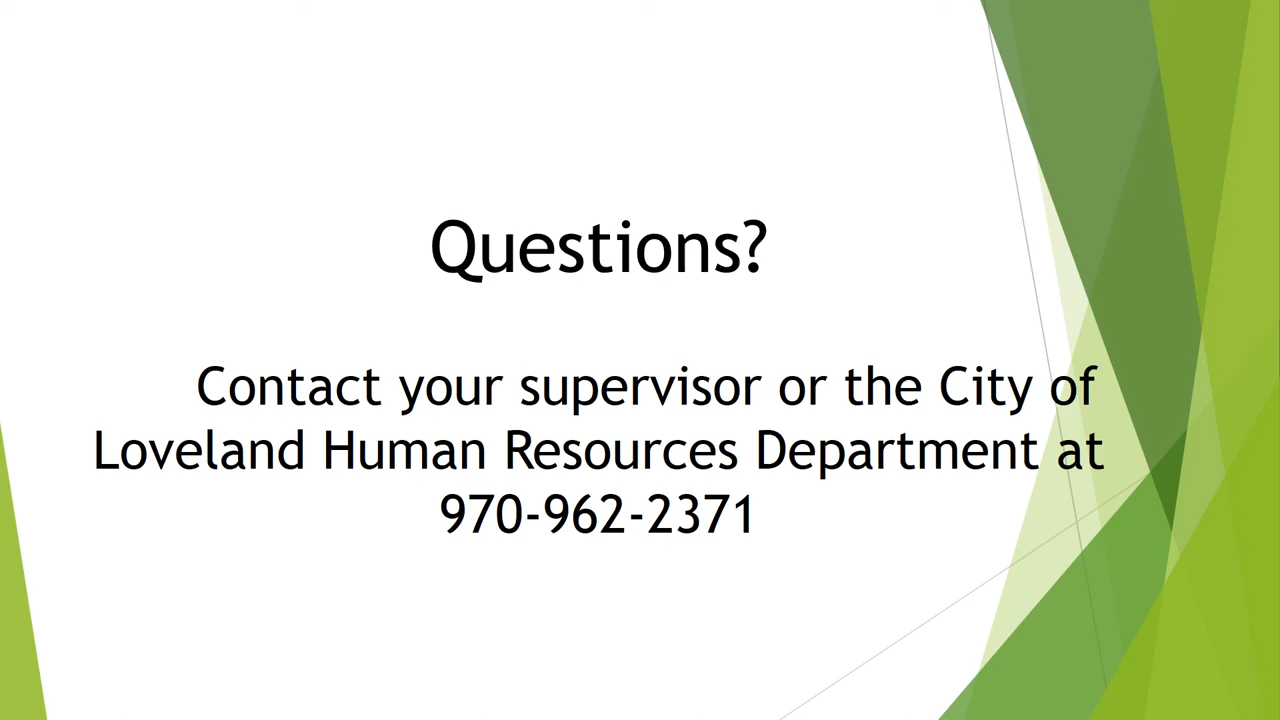 Questions?
Contact your supervisor or the City of
Loveland Human Resources Department at
970-962-2371